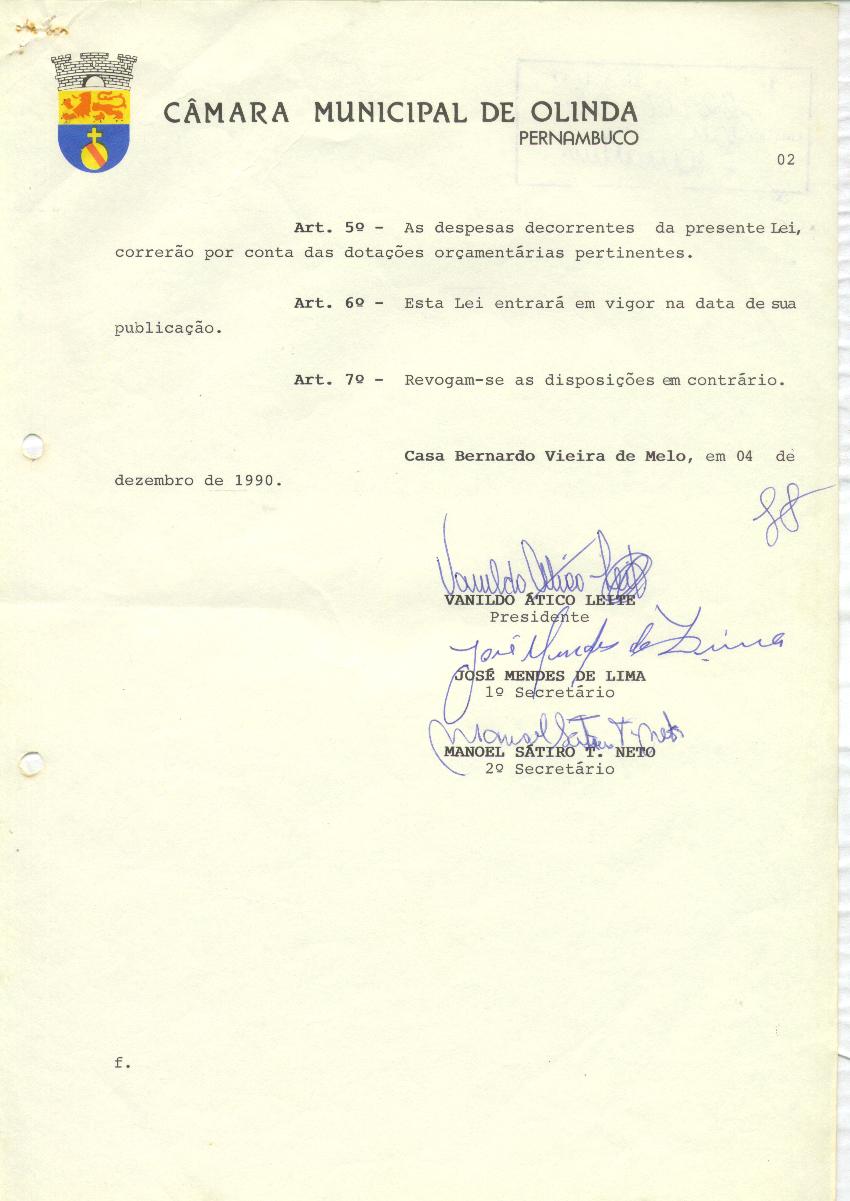 CÂMARA MUNICIPAL DE OLINDA
PERNAMBUCO
02
Art. 5º - As despesas decorrentes da presente Lei,
correrão por conta das dotações orçamentárias pertinentes.
Art. 6º - Esta Lei entrará em vigor na data de sua
publicação.
Art. 7º - Revogam-se as disposições em contrário.
Casa Bernardo Vieira de Melo, em 04 de
dezembro de 1990.
Vanildo Ático Leite
VANILDO ÁTICO LEITE
Presidente
José Mendes de Lima
JOSÉ MENDES DE LIMA
1º Secretário
Manoel Sátiro T. Neto
MANOEL SÁTIRO T. NETO
2º Secretário
f.